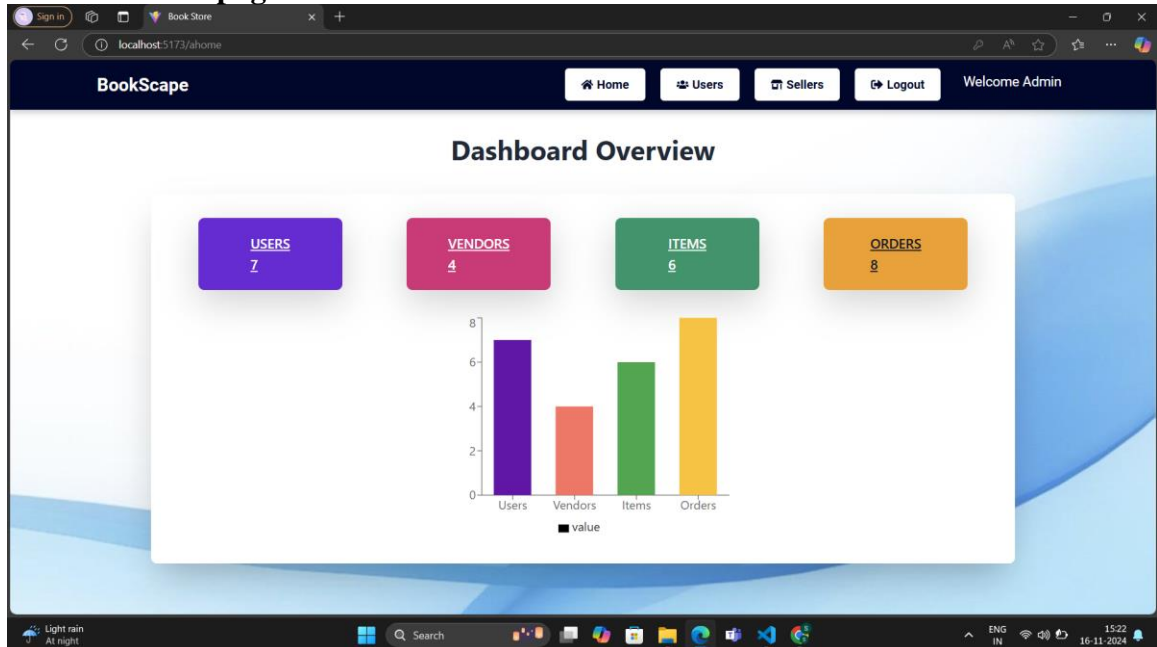 Sign in
Book Store
localhost:5173/ahome
BookScape
Home
Users
Sellers
Logout
Welcome Admin
Dashboard Overview
USERS
7
VENDORS
4
ITEMS
6
ORDERS
8
8
6
4
2
0
Users Vendors Items Orders
value
Light rain
At night
Search
ENG
IN
15:22
16-11-2024